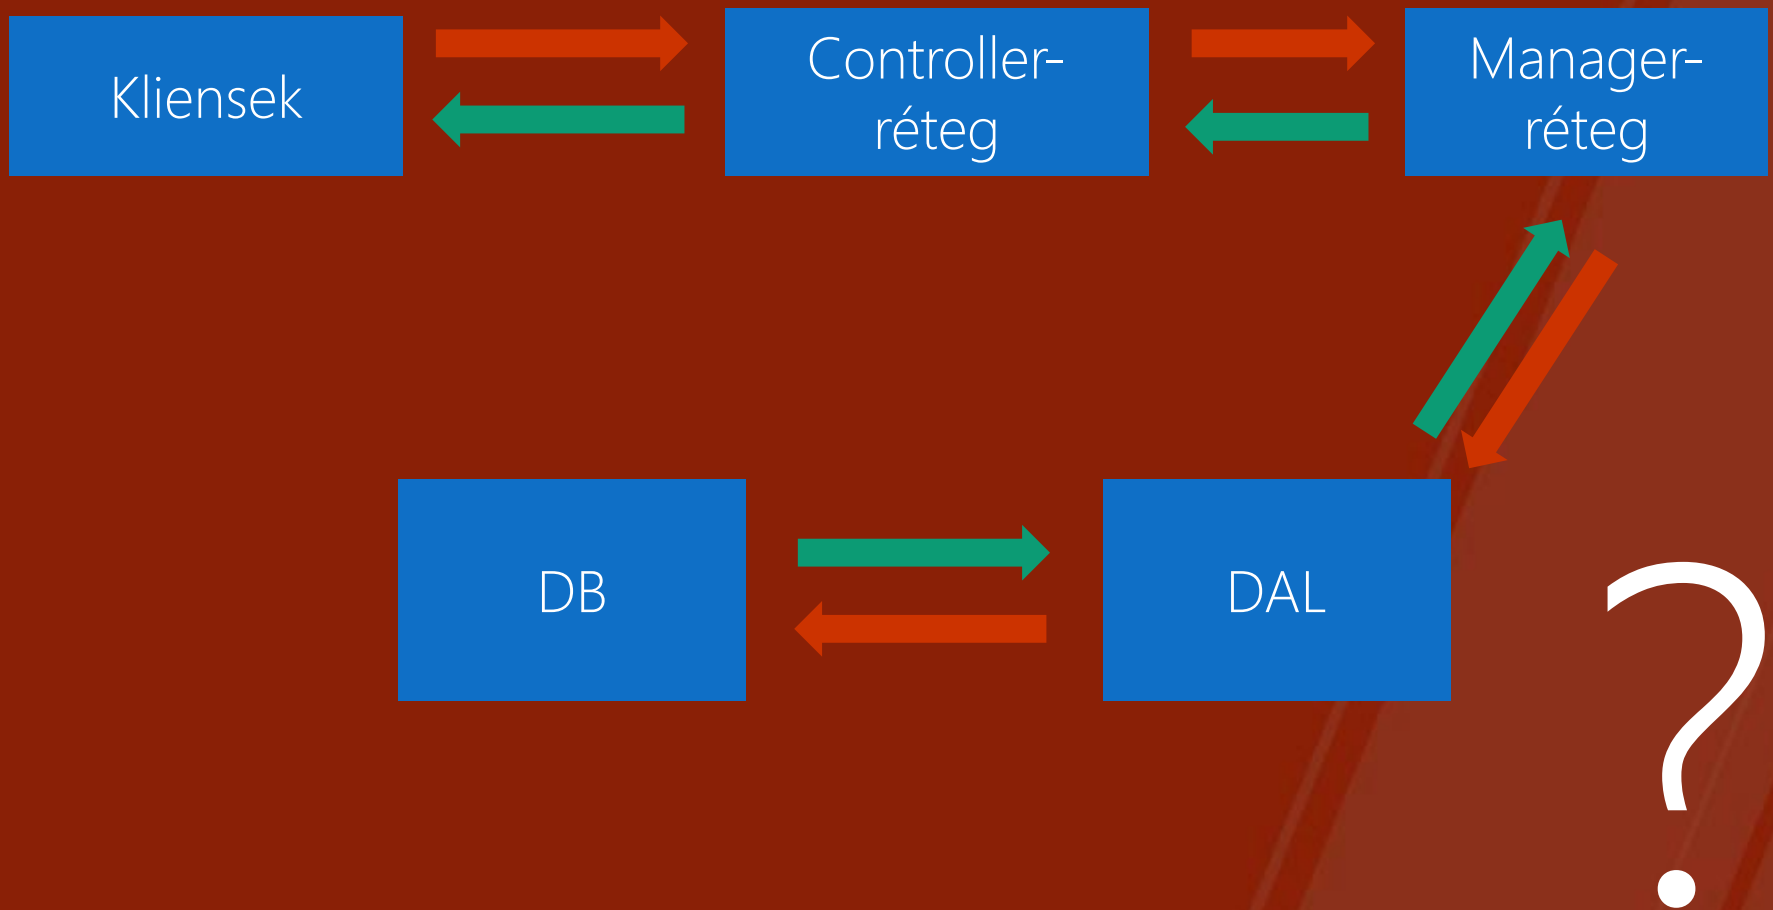 Kliensek
Controller-
réteg
Manager-
réteg
DB
DAL
?